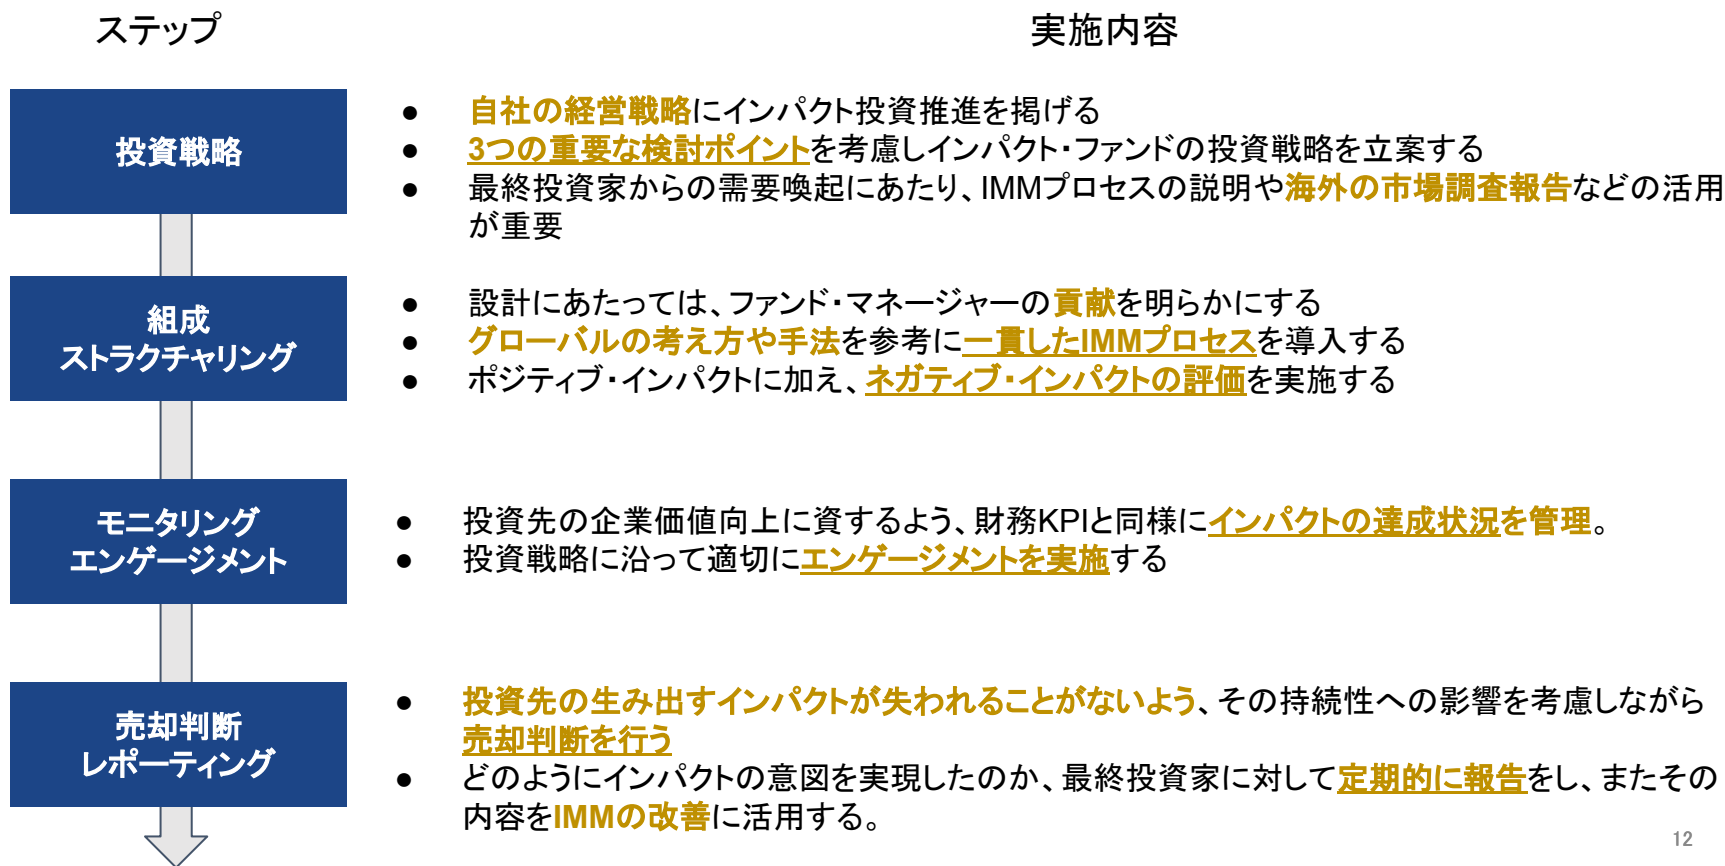 ステップ
実施内容
投資戦略
● 自社の経営戦略にインパクト投資推進を掲げる
● 3つの重要な検討ポイントを考慮しインパクト・ファンドの投資戦略を立案する
● 最終投資家からの需要喚起にあたり、IMMプロセスの説明や海外の市場調査報告などの活用
が重要
組成
ストラクチャリング
● 設計にあたっては、ファンド・マネージャーの貢献を明らかにする
● グローバルの考え方や手法を参考に一貫したIMMプロセスを導入する
● ポジティブ・インパクトに加え、ネガティブ・インパクトの評価を実施する
モニタリング
エンゲージメント
● 投資先の企業価値向上に資するよう、財務KPIと同様にインパクトの達成状況を管理。
● 投資戦略に沿って適切にエンゲージメントを実施する
売却判断
レポーティング
● 投資先の生み出すインパクトが失われることがないよう、その持続性への影響を考慮しながら
売却判断を行う
● どのようにインパクトの意図を実現したのか、最終投資家に対して定期的に報告をし、またその
内容をIMMの改善に活用する。
12